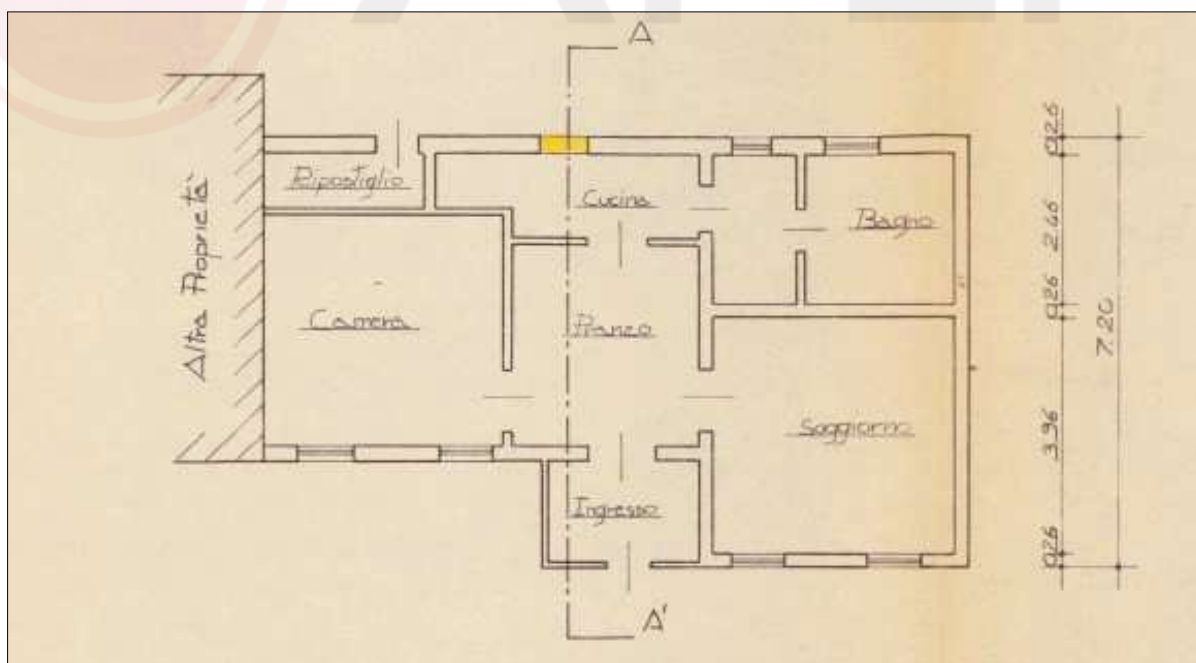 A
Ripostiglio
Cucina
Bagno
Altra Proprietà
Camera
Pranzo
Saggiorno
Ingresso
A'
0.26
2.46
0.26
3.96
0.26
7.20